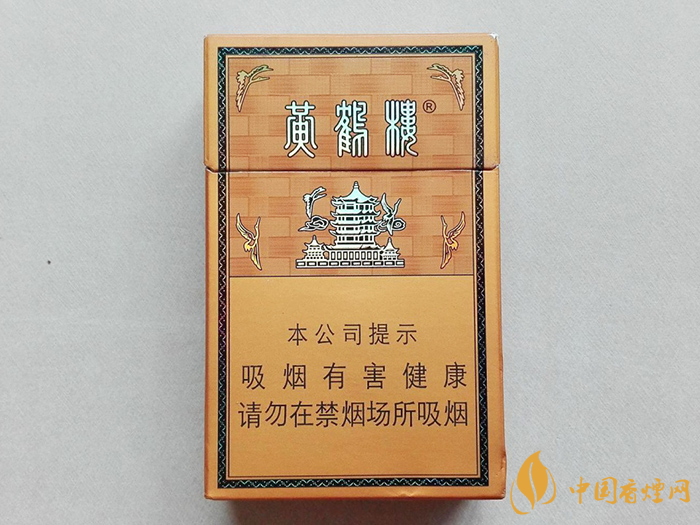 黄鹤楼®
本公司提示
吸烟有害健康
请勿在禁烟场所吸烟
中国香烟网